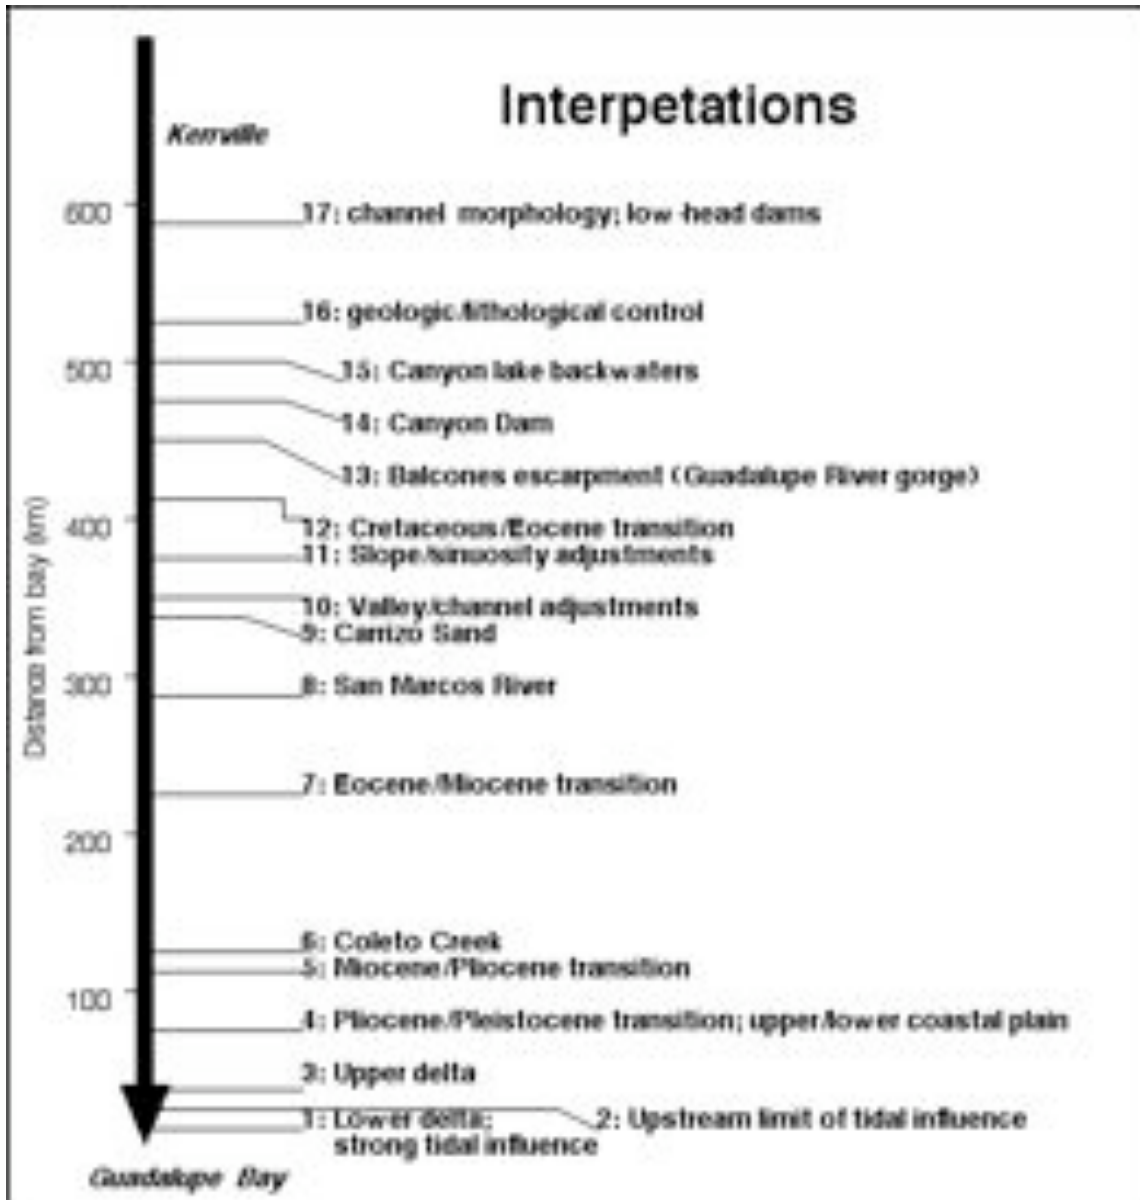 Interpetations
Kerrville
600
17: channel morphology; low-head dams
16: geologic/lithological control
500
15: Canyon lake backwaters
14: Canyon Dam
13: Balcones escarpment (Guadalupe River gorge)
400
12: Cretaceous/Eocene transition
11: Slope/sinuosity adjustments
10: Valley/channel adjustments
9: Carrizo Sand
300
8: San Marcos River
7: Eocene/Miocene transition
200
6: Coleto Creek
5: Miocene/Pliocene transition
100
4: Pliocene/Pleistocene transition; upper/lower coastal plain
3: Upper delta
1: Lower delta;
strong tidal influence
2: Upstream limit of tidal influence
Guadalupe Bay
Distance from bay (km)